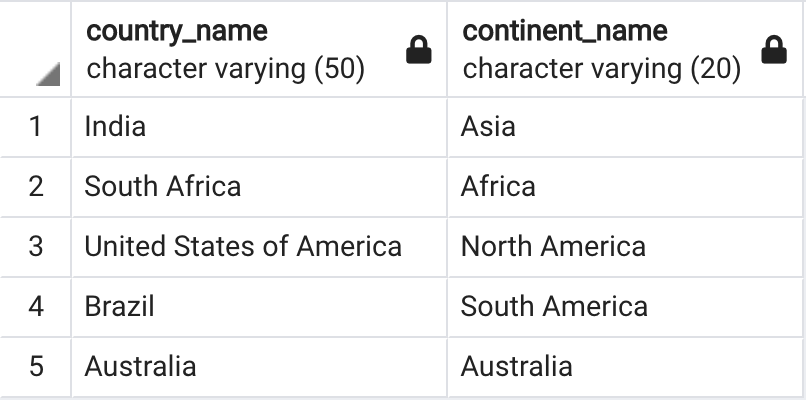 country_name continent_name
character varying (50) character varying (20)
1 India Asia
2 South Africa Africa
3 United States of America North America
4 Brazil South America
5 Australia Australia